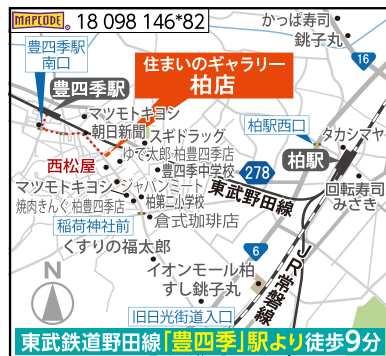 MAPCODE. 18 098 146*82
かっぱ寿司
銚子丸
16
豊四季駅
南口
豊四季駅
住まいのギャラリー
柏店
マツモトキヨシ
朝日新聞
スギドラッグ
柏駅西口
タカシマヤ
西松屋
ゆで太郎 柏豊四季店
豊四季中学校
278
柏駅
マツモトキヨシ
ジャパンミート
東武野田線
回転寿司
みさき
焼肉きんぐ 柏豊四季店
柏第二小学校
稲荷神社前
倉式珈琲店
くすりの福太郎
6
JR常磐線
N
イオンモール柏
すし銚子丸
旧日光街道入口
東武鉄道野田線「豊四季」駅より徒歩9分